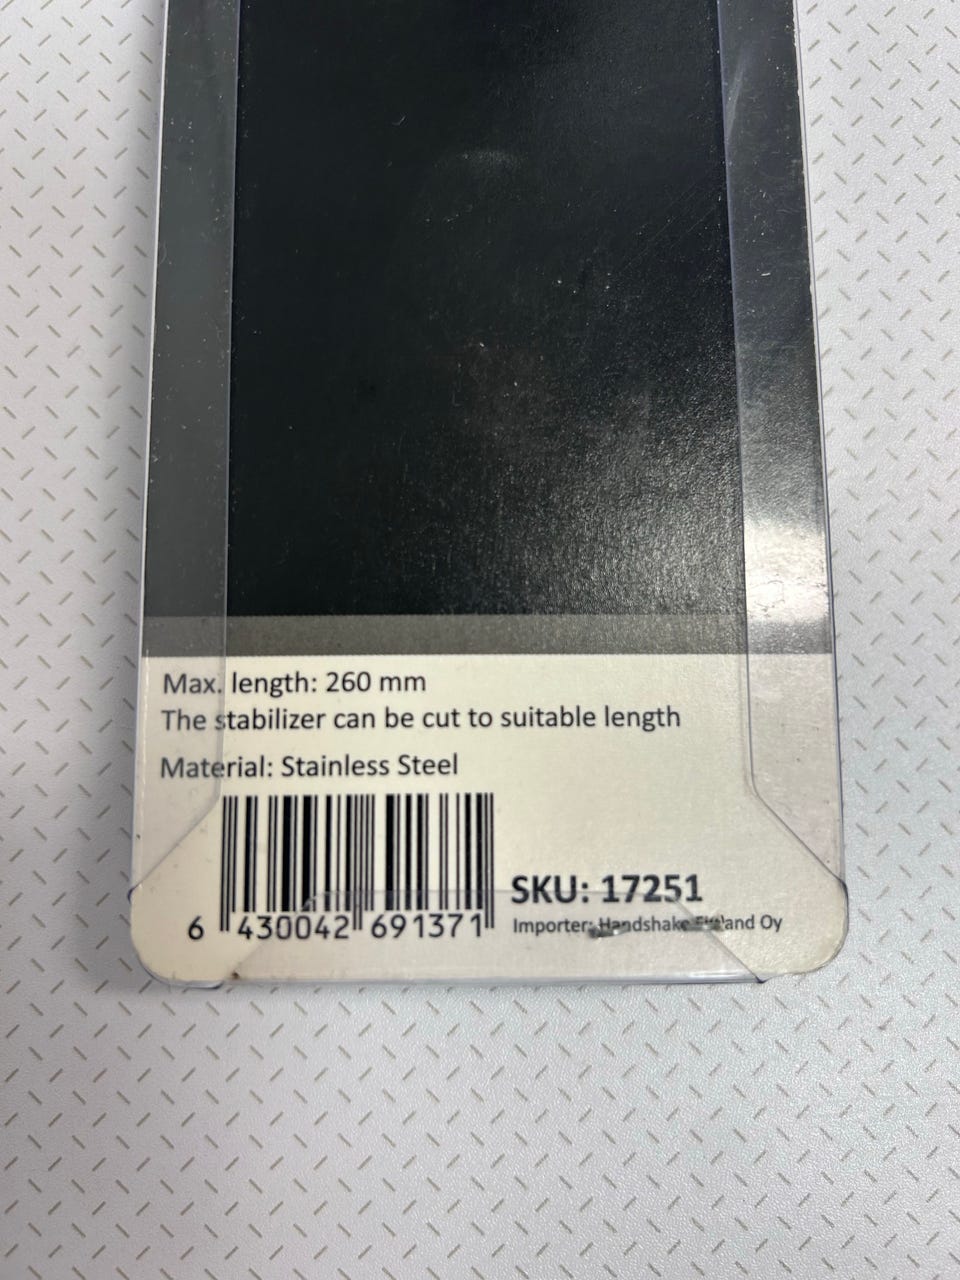 Max. length: 260 mm
The stabilizer can be cut to suitable length
Material: Stainless Steel
SKU: 17251
Importer: Handshake Finland Oy
6 430042 691371